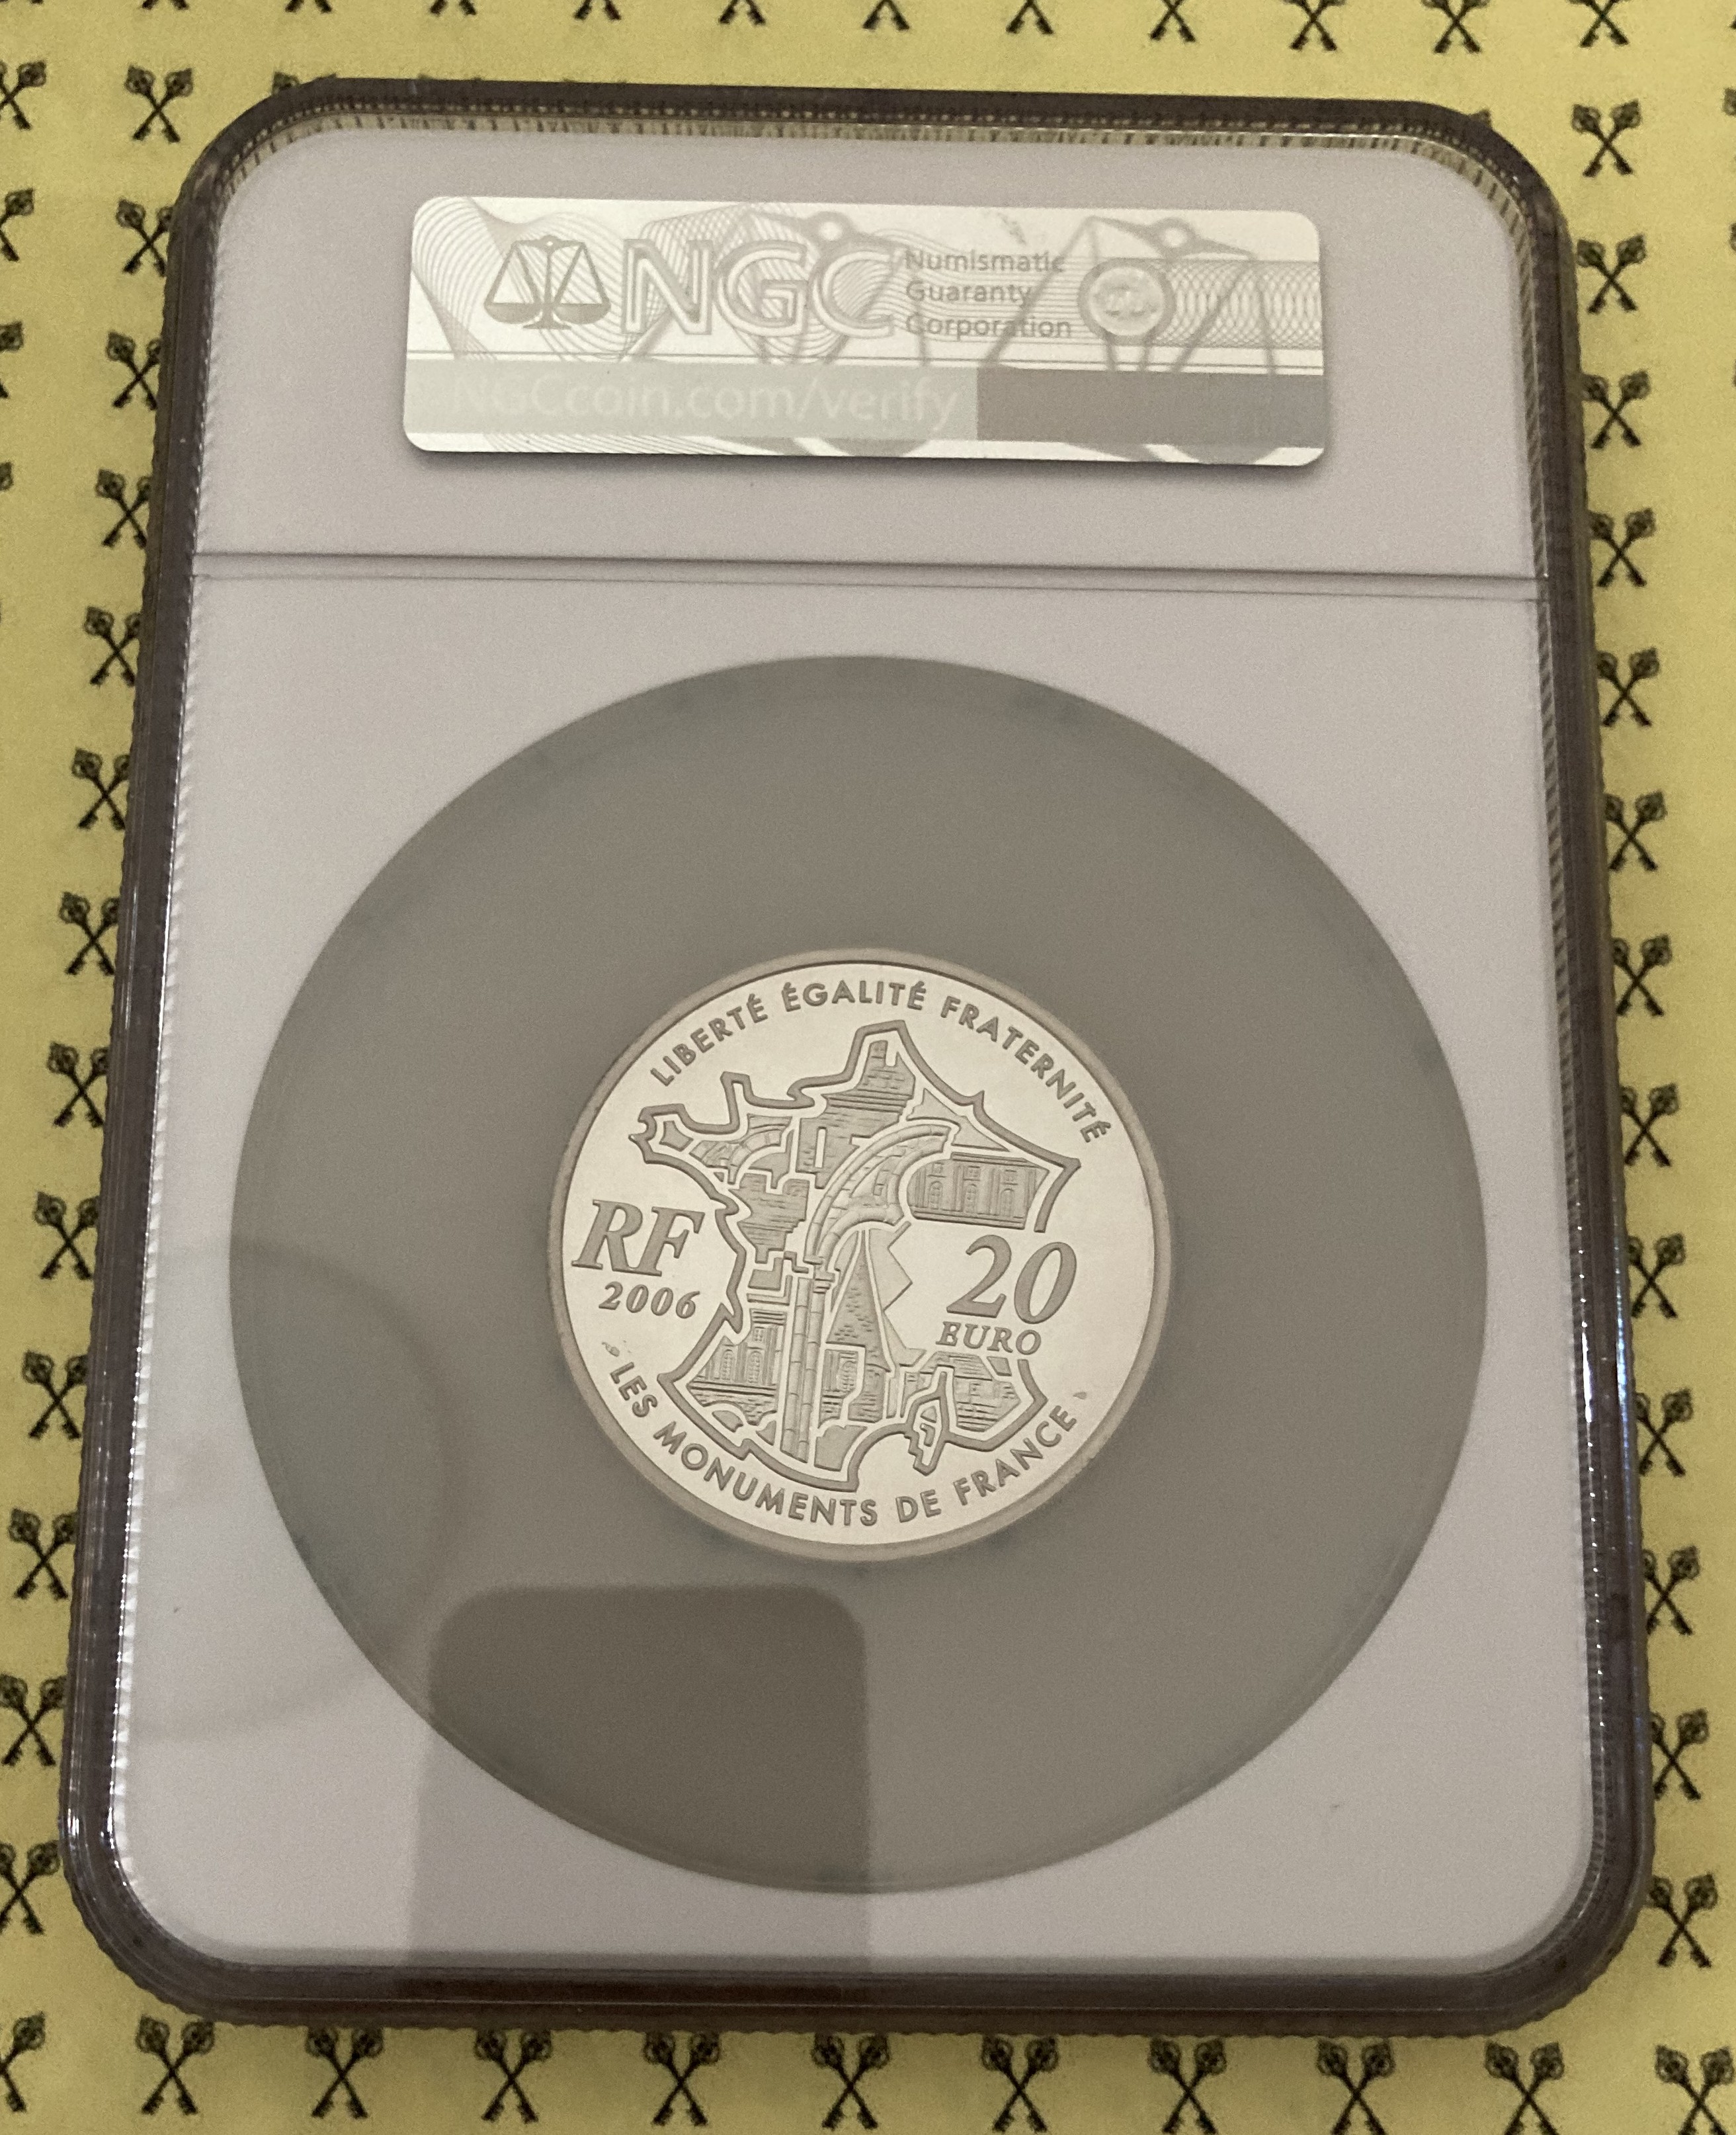 NGC
Numismatic
Guaranty
Corporation
NGCcoin.com/verify
LIBERTÉ ÉGALITÉ FRATERNITÉ
RF
2006
20
EURO
LES MONUMENTS DE FRANCE